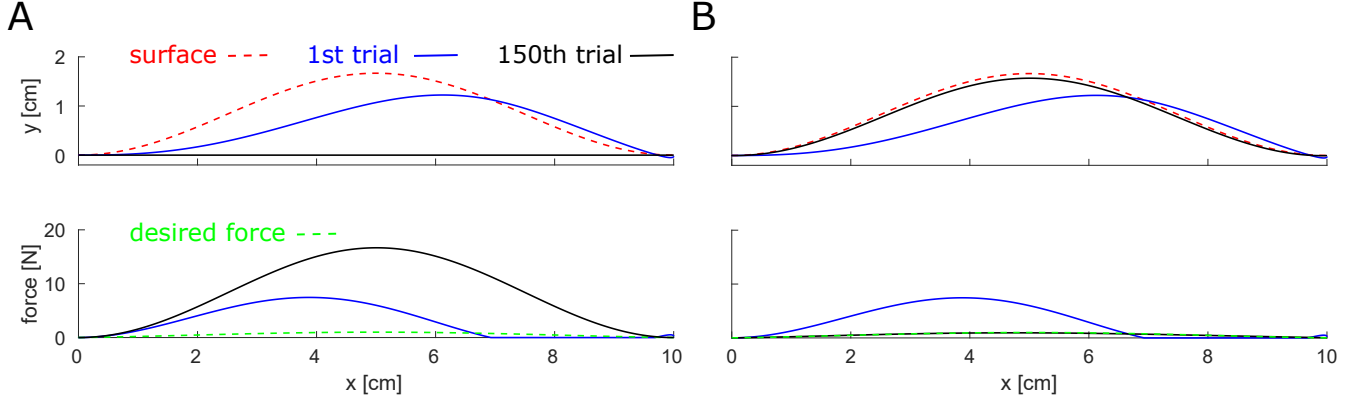 A
B
surface
1st trial
150th trial
y [cm]
2
1
0
desired force
force [N]
20
10
0
0 2 4 6 8 10
x [cm]
0 2 4 6 8 10
x [cm]